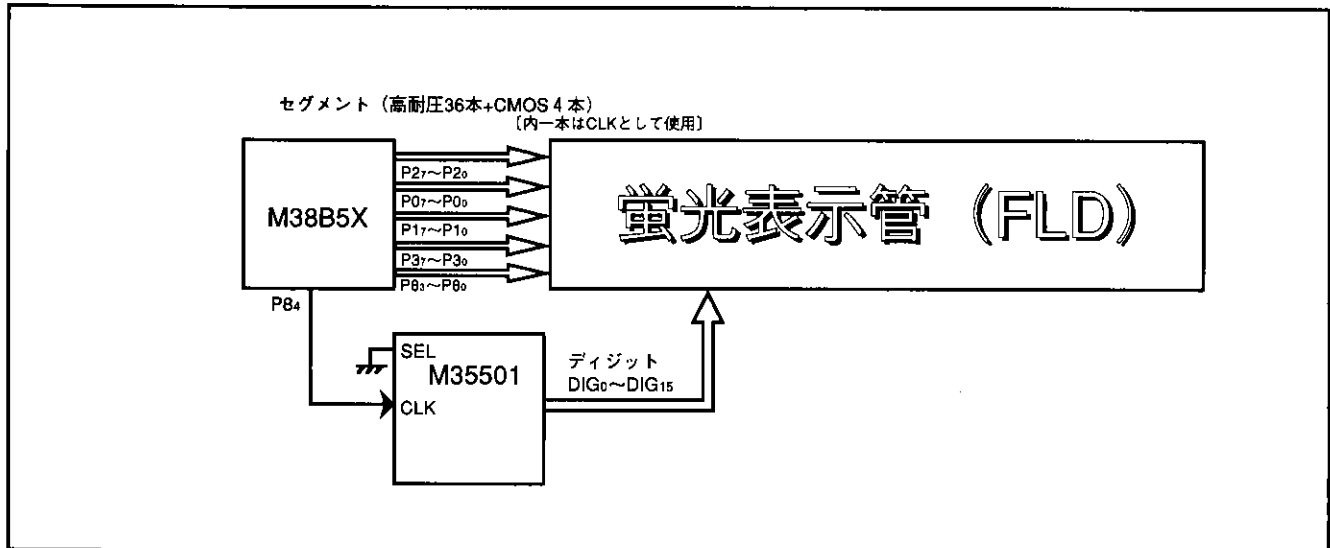 セグメント（高耐圧36本+CMOS 4 本）
〔内一本はCLKとして使用〕
M38B5X
P27～P20
P07～P00
P17～P10
P37～P30
P83～P80
蛍光表示管（FLD）
P84
SEL
M35501
CLK
ディジット
DIG0～DIG15